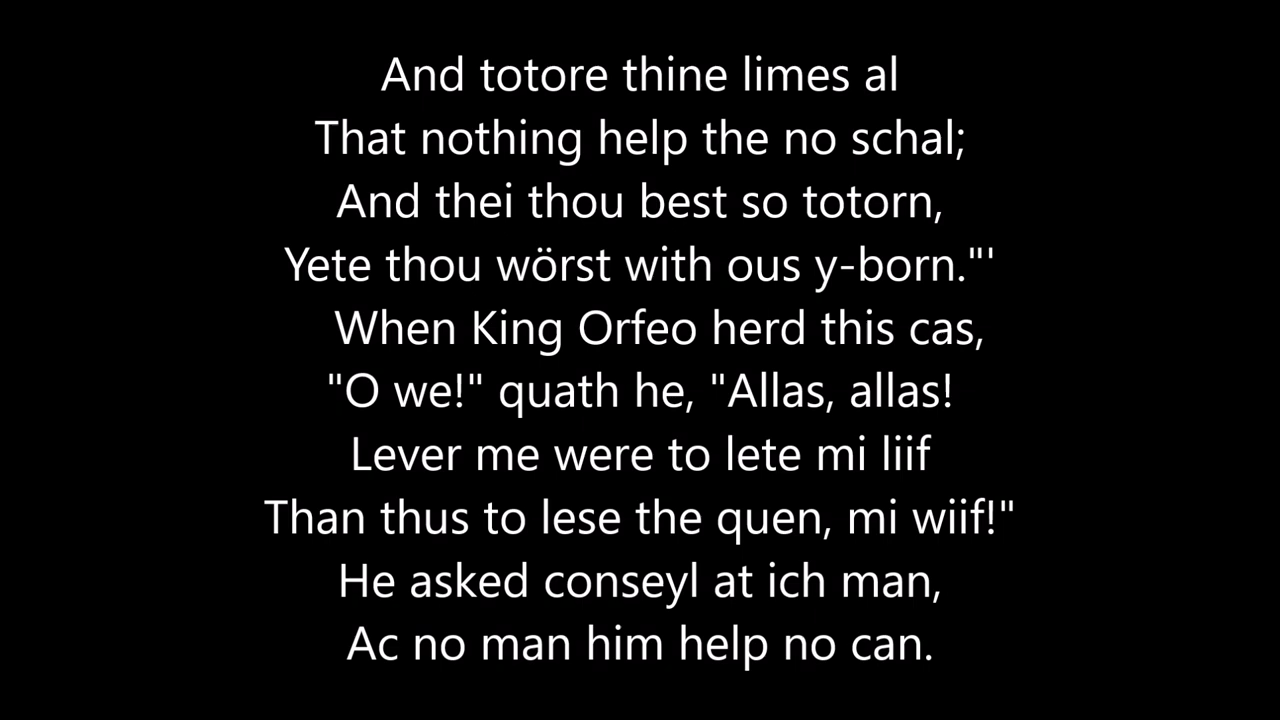 And totore thine limes al
That nothing help the no schal;
And thei thou best so totorn,
Yete thou wörst with ous y-born."'
When King Orfeo herd this cas,
"O we!" quath he, "Allas, allas!
Lever me were to lete mi liif
Than thus to lese the quen, mi wiif!"
He asked conseyl at ich man,
Ac no man him help no can.